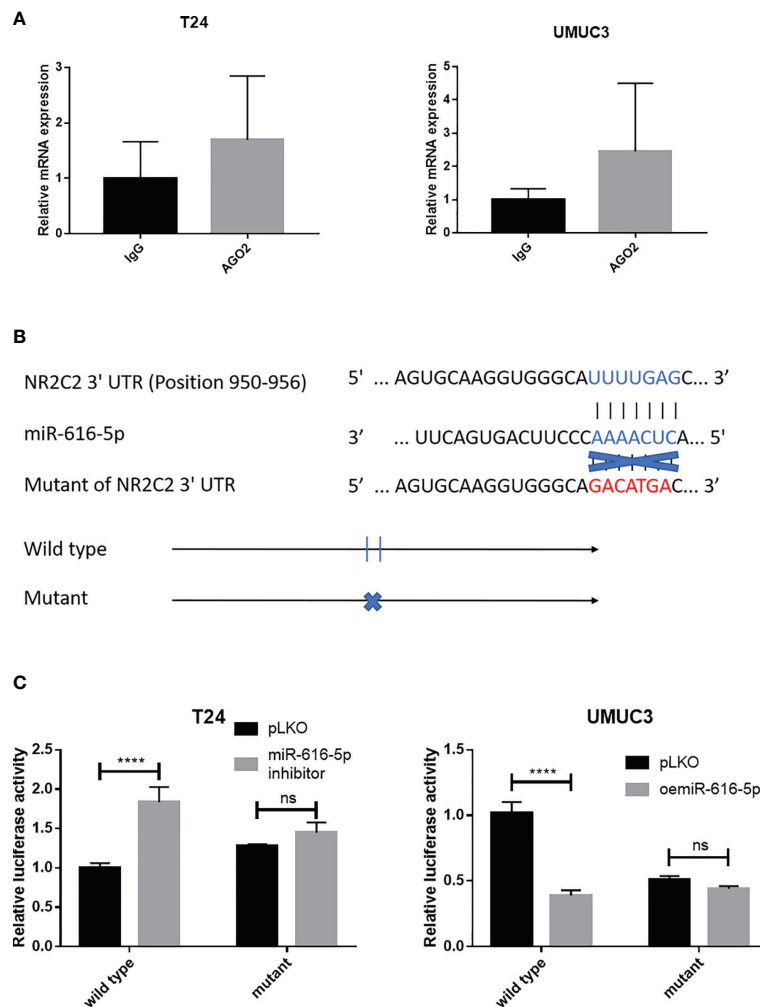 A
T24
Relative mRNA expression
3
2
1
0
IgG
AGO2
UMUC3
Relative mRNA expression
5
4
3
2
1
0
IgG
AGO2
B
NR2C2 3' UTR (Position 950-956)
5' ... AGUGCAAGGUGGGCAUUUUGAGC... 3’
miR-616-5p
3’ ... UUCAGUGACUUCCCAAAACUCA... 5'
Mutant of NR2C2 3' UTR
5’ ... AGUGCAAGGUGGGCAGACATGAC... 3’
Wild type
Mutant
C
T24
pLKO
miR-616-5p
inhibitor
Relative luciferase activity
2.5
2.0
1.5
1.0
0.5
0.0
****
ns
wild type
mutant
UMUC3
pLKO
oemiR-616-5p
Relative luciferase activity
1.5
1.0
0.5
0.0
****
ns
wild type
mutant